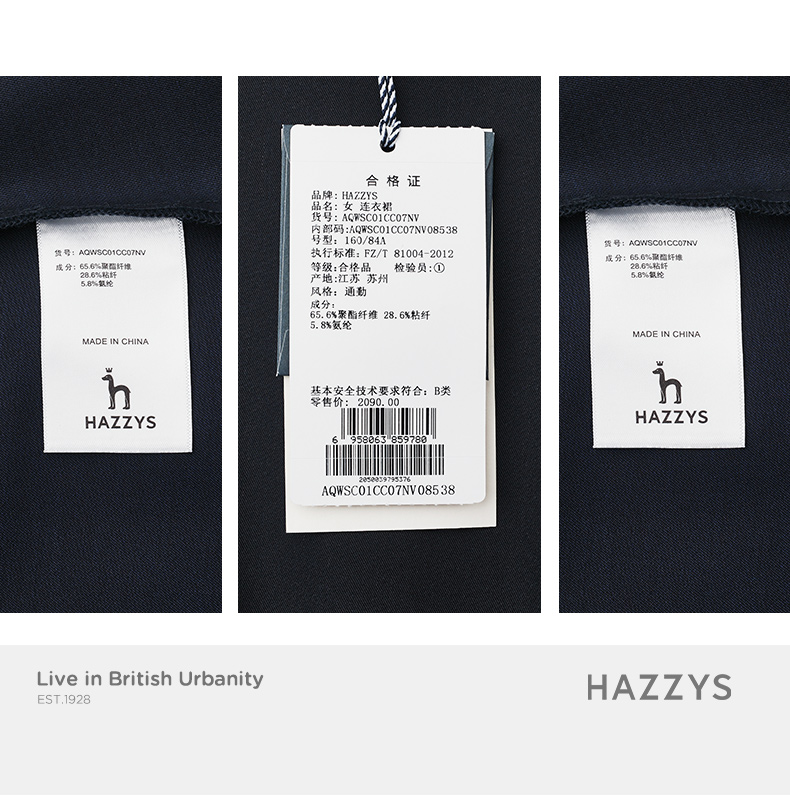 货号: AQWSC01CC07NV
成分: 65.6%聚酯纤维
28.6%粘纤
5.8%氨纶
MADE IN CHINA
HAZZYS
合格证
品牌: HAZZYS
品名: 女 连衣裙
货号: AQWSC01CC07NV
内部码:AQWSC01CC07NV08538
号型: 160/84A
执行标准: FZ/T 81004-2012
等级:合格品 检验员:①
产地:江苏 苏州
风格: 通勤
成分:
65.6%聚酯纤维 28.6%粘纤
5.8%氨纶
基本安全技术要求符合: B类
零售价: 2090.00
6 958063 859780
2050039795376
AQWSC01CC07NV08538
货号: AQWSC01CC07NV
成分: 65.6%聚酯纤维
28.6%粘纤
5.8%氨纶
MADE IN CHINA
HAZZYS
Live in British Urbanity
EST.1928
HAZZYS